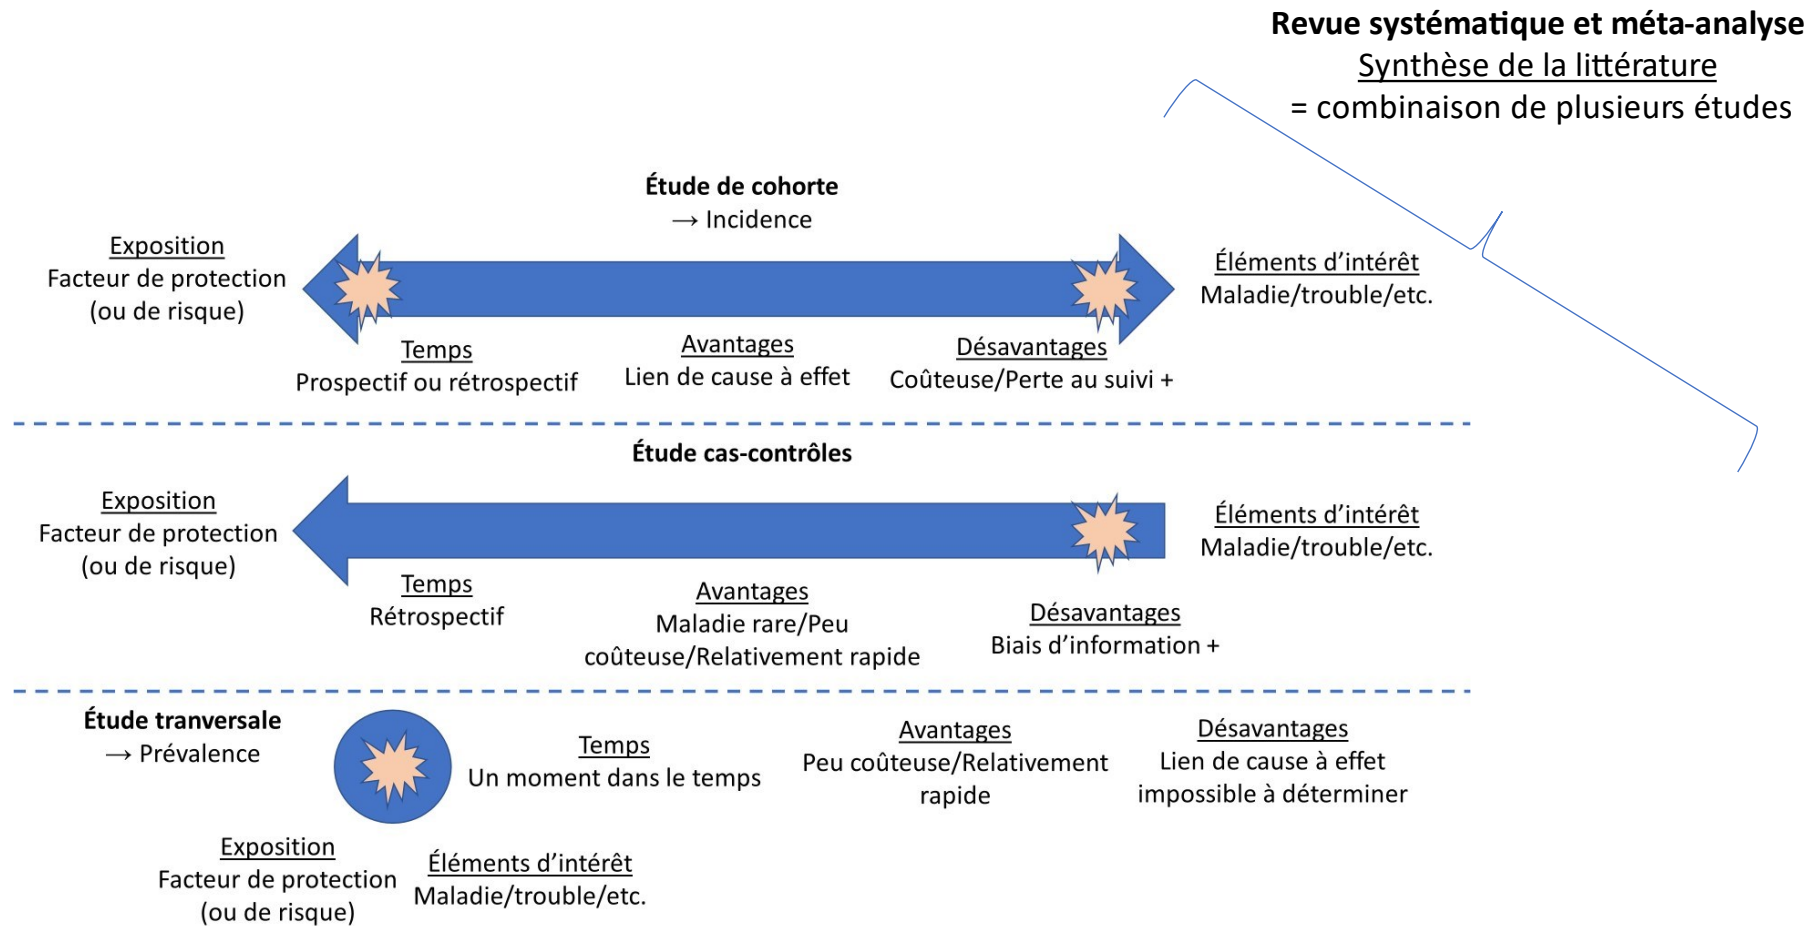 Revue systématique et méta-analyse
Synthèse de la littérature
= combinaison de plusieurs études
Étude de cohorte
→ Incidence
Exposition
Facteur de protection
(ou de risque)
Éléments d’intérêt
Maladie/trouble/etc.
Temps
Prospectif ou rétrospectif
Avantages
Lien de cause à effet
Désavantages
Coûteuse/Perte au suivi +
Étude cas-contrôles
Exposition
Facteur de protection
(ou de risque)
Éléments d’intérêt
Maladie/trouble/etc.
Temps
Rétrospectif
Avantages
Maladie rare/Peu
coûteuse/Relativement rapide
Désavantages
Biais d’information +
Étude tranversale
→ Prévalence
Temps
Un moment dans le temps
Avantages
Peu coûteuse/Relativement
rapide
Désavantages
Lien de cause à effet
impossible à déterminer
Exposition
Facteur de protection
(ou de risque)
Éléments d’intérêt
Maladie/trouble/etc.